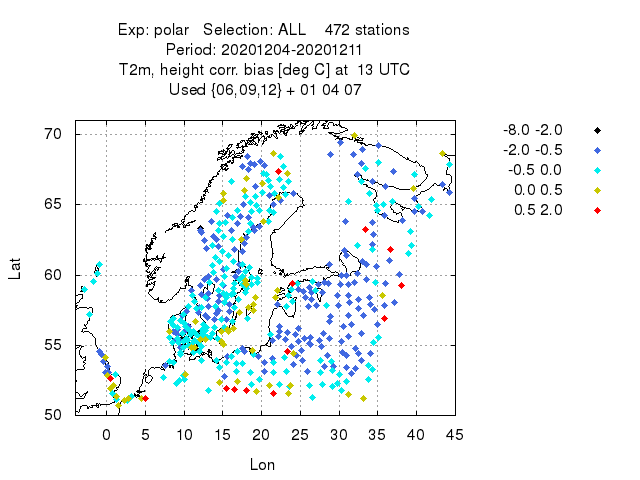 Exp: polar Selection: ALL 472 stations
Period: 20201204-20201211
T2m, height corr. bias [deg C] at 13 UTC
Used {06,09,12} + 01 04 07
-8.0 -2.0
-2.0 -0.5
-0.5 0.0
0.0 0.5
0.5 2.0
70
65
60
55
50
Lat
0 5 10 15 20 25 30 35 40 45
Lon